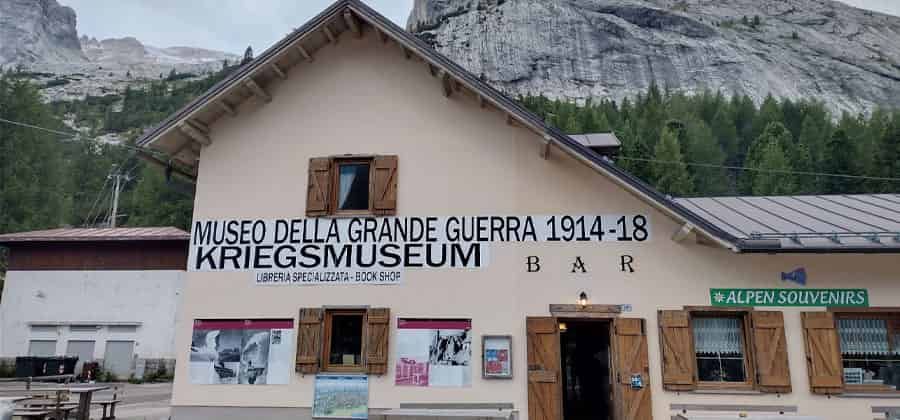 MUSEO DELLA GRANDE GUERRA 1914-18
KRIEGSMUSEUM
LIBRERIA SPECIALIZZATA - BOOK SHOP
BAR
ALPEN SOUVENIRS